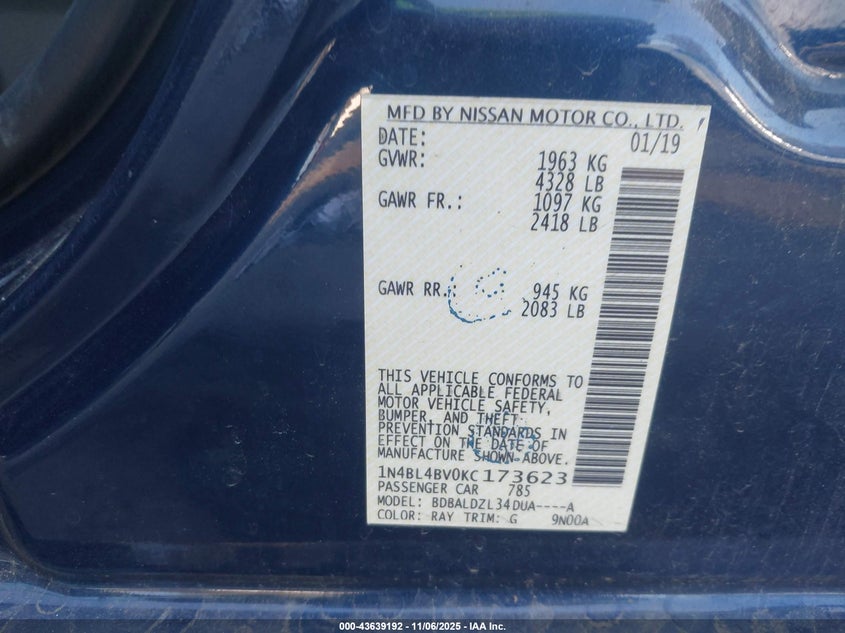 MFD BY NISSAN MOTOR CO., LTD.
DATE: 01/19
GVWR: 1963 KG
4328 LB
GAWR FR.: 1097 KG
2418 LB
GAWR RR.: 945 KG
2083 LB
THIS VEHICLE CONFORMS TO
ALL APPLICABLE FEDERAL
MOTOR VEHICLE SAFETY,
BUMPER, AND THEFT
PREVENTION STANDARDS IN
EFFECT ON THE DATE OF
MANUFACTURE SHOWN ABOVE.
1N4BL4BV0KC173623
PASSENGER CAR 785
MODEL: BDBALDZL34DUA----A
COLOR: RAY TRIM: G 9N00A
000-43639192 - 11/06/2025 - IAA Inc.